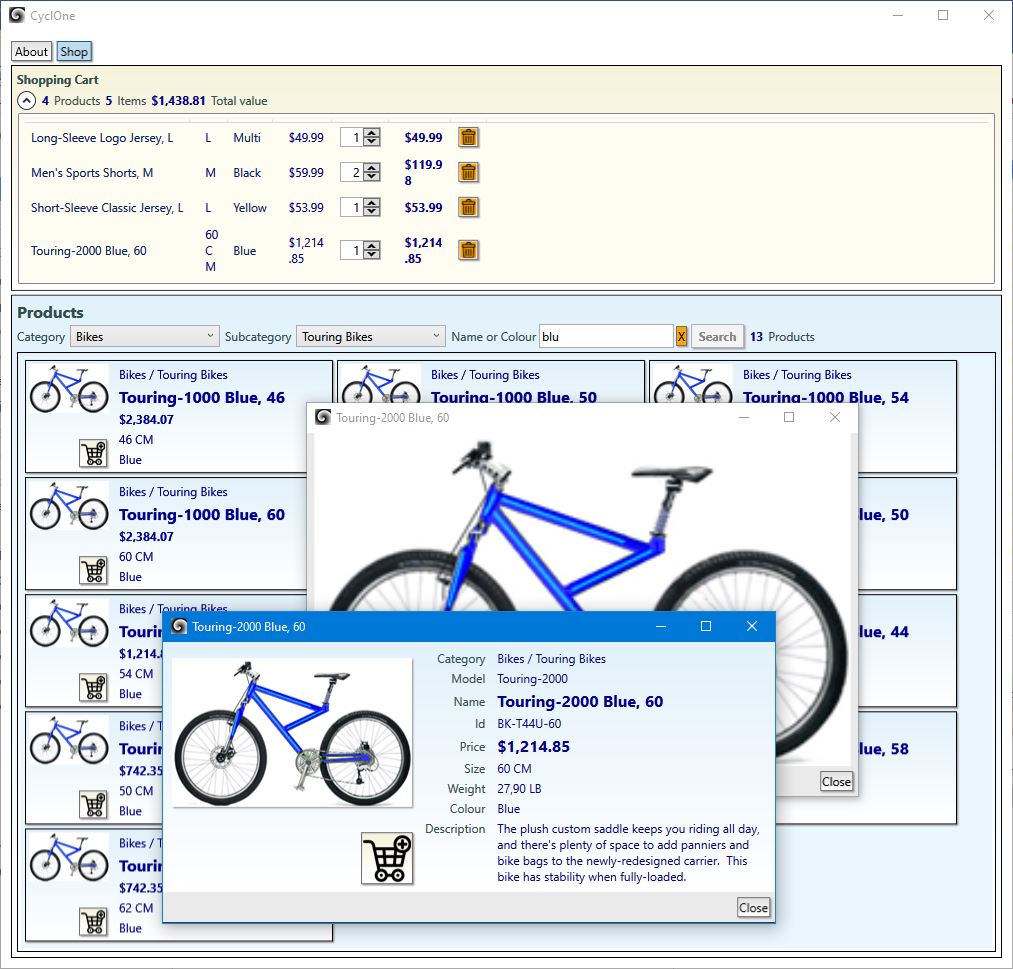 CyclOne
About Shop
Shopping Cart
4 Products 5 Items $1,438.81 Total value
Long-Sleeve Logo Jersey, L L Multi $49.99 1 $49.99
Men's Sports Shorts, M M Black $59.99 2 $119.9
8
Short-Sleeve Classic Jersey, L L Yellow $53.99 1 $53.99
Touring-2000 Blue, 60 60
C
M Blue $1,214
.85 1 $1,214
.85
Products
Category Bikes Subcategory Touring Bikes Name or Colour blu X Search 13 Products
Bikes / Touring Bikes
Touring-1000 Blue, 46
$2,384.07
46 CM
Blue
Bikes / Touring Bikes
Touring-1000 Blue, 50
Bikes / Touring Bikes
Touring-1000 Blue, 54
Bikes / Touring Bikes
Touring-1000 Blue, 60
$2,384.07
60 CM
Blue
lue, 50
Bikes / Touring Bikes
Touri
$1,214.8
54 CM
Blue
lue, 44
Bikes / T
Tourin
$742.35
50 CM
Blue
lue, 58
Bikes / T
Tourin
$742.35
62 CM
Blue
Touring-2000 Blue, 60
Close
Touring-2000 Blue, 60
Category Bikes / Touring Bikes
Model Touring-2000
Name Touring-2000 Blue, 60
Id BK-T44U-60
Price $1,214.85
Size 60 CM
Weight 27,90 LB
Colour Blue
Description The plush custom saddle keeps you riding all day,
and there's plenty of space to add panniers and
bike bags to the newly-redesigned carrier. This
bike has stability when fully-loaded.
Close